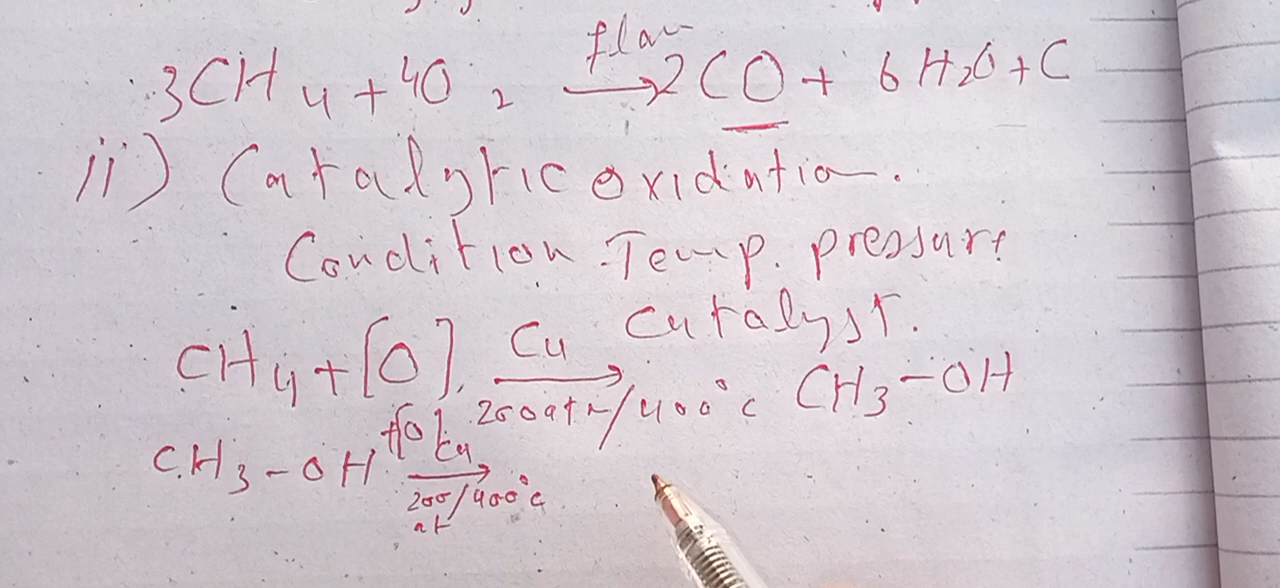 3CH4 + 4O2 flam → 2CO + 6H2O + C
ii) Catalytic oxidation.
Condition Temp. pressure
Catalyst.
CH4 + [O] Cu → 200atm/400°C CH3-OH
CH3-OH [O] Cu → 200/400°C
at